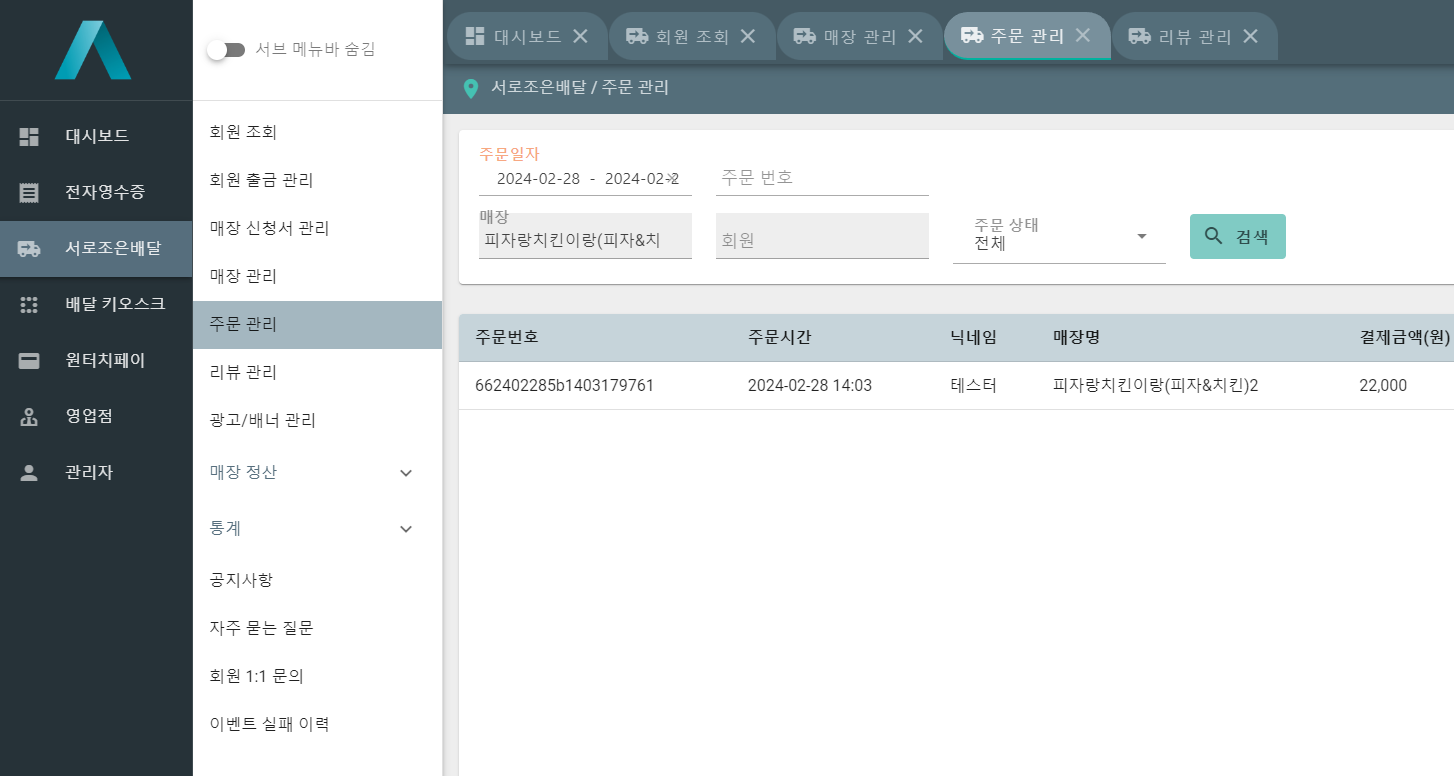 서브 메뉴바 숨김
대시보드
전자영수증
서로조은배달
배달 키오스크
원터치페이
영업점
관리자
회원 조회
회원 출금 관리
매장 신청서 관리
매장 관리
주문 관리
리뷰 관리
광고/배너 관리
매장 정산
통계
공지사항
자주 묻는 질문
회원 1:1 문의
이벤트 실패 이력
대시보드 회원 조회 매장 관리 주문 관리 리뷰 관리
서로조은배달 / 주문 관리
주문일자
2024-02-28 - 2024-02-2
주문 번호
매장
피자랑치킨이랑(피자&치
회원
주문 상태
전체
검색
주문번호 주문시간 닉네임 매장명 결제금액(원)
662402285b1403179761 2024-02-28 14:03 테스터 피자랑치킨이랑(피자&치킨)2 22,000